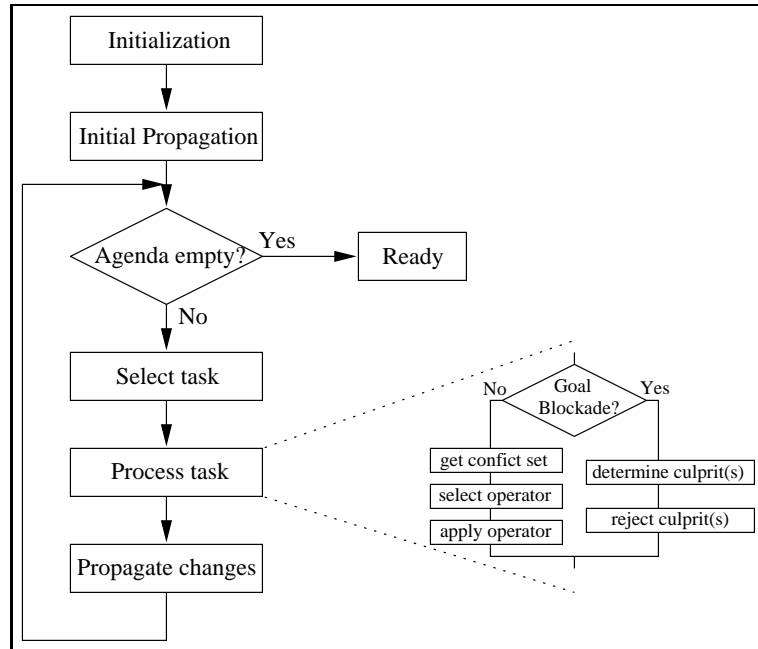 Initialization
Initial Propagation
Agenda empty?
Yes
Ready
No
Select task
Process task
Propagate changes
No
Goal
Blockade?
Yes
get confict set
select operator
apply operator
determine culprit(s)
reject culprit(s)